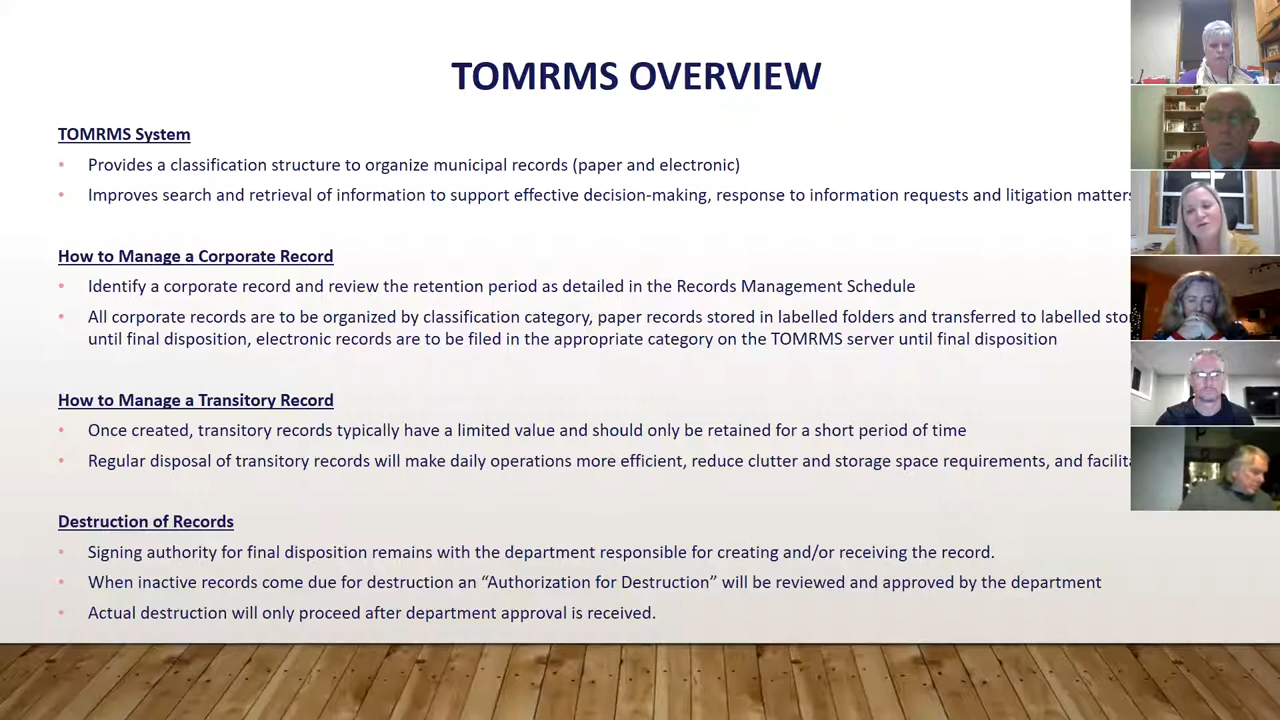 TOMRMS OVERVIEW
TOMRMS System
• Provides a classification structure to organize municipal records (paper and electronic)
• Improves search and retrieval of information to support effective decision-making, response to information requests and litigation matters
How to Manage a Corporate Record
• Identify a corporate record and review the retention period as detailed in the Records Management Schedule
• All corporate records are to be organized by classification category, paper records stored in labelled folders and transferred to labelled
until final disposition, electronic records are to be filed in the appropriate category on the TOMRMS server until final disposition
How to Manage a Transitory Record
• Once created, transitory records typically have a limited value and should only be retained for a short period of time
• Regular disposal of transitory records will make daily operations more efficient, reduce clutter and storage space requirements, and
Destruction of Records
• Signing authority for final disposition remains with the department responsible for creating and/or receiving the record.
• When inactive records come due for destruction an “Authorization for Destruction” will be reviewed and approved by the department
• Actual destruction will only proceed after department approval is received.